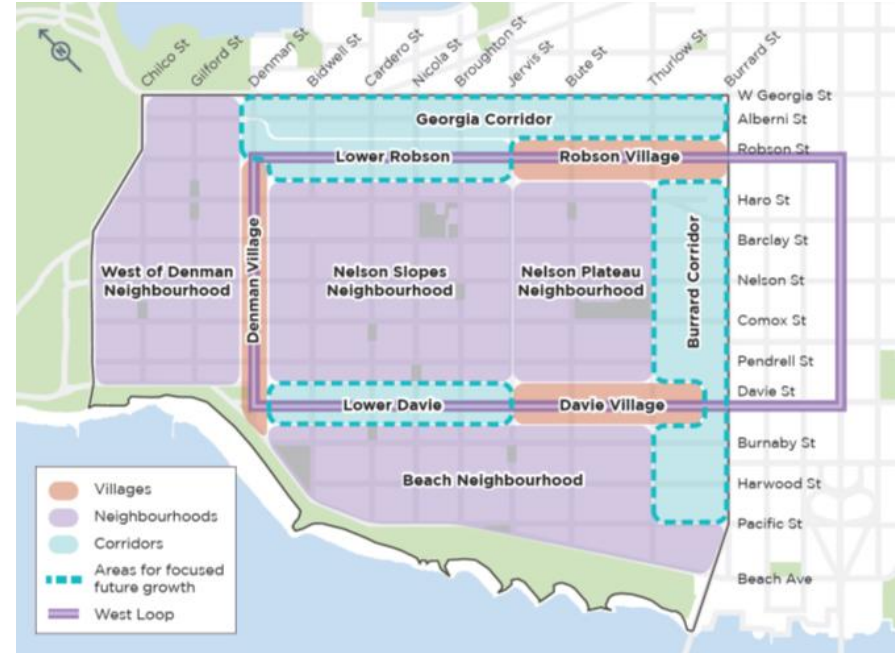 N
Chilco St
Gilford St
Denman St
Bidwell St
Cardero St
Nicola St
Broughton St
Jervis St
Bute St
Thurlow St
Burrard St
W Georgia St
Georgia Corridor
Alberni St
Lower Robson
Robson Village
Robson St
Haro St
Barclay St
West of Denman
Neighbourhood
Denman Village
Nelson Slopes
Neighbourhood
Nelson Plateau
Neighbourhood
Burrard Corridor
Nelson St
Comox St
Pendrell St
Davie St
Lower Davie
Davie Village
Burnaby St
Beach Neighbourhood
Harwood St
Pacific St
Beach Ave
Villages
Neighbourhoods
Corridors
Areas for focused
future growth
West Loop